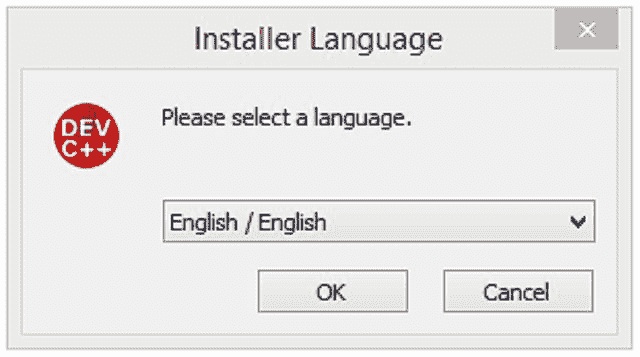 Installer Language
DEV
C++
Please select a language.
English / English
OK
Cancel